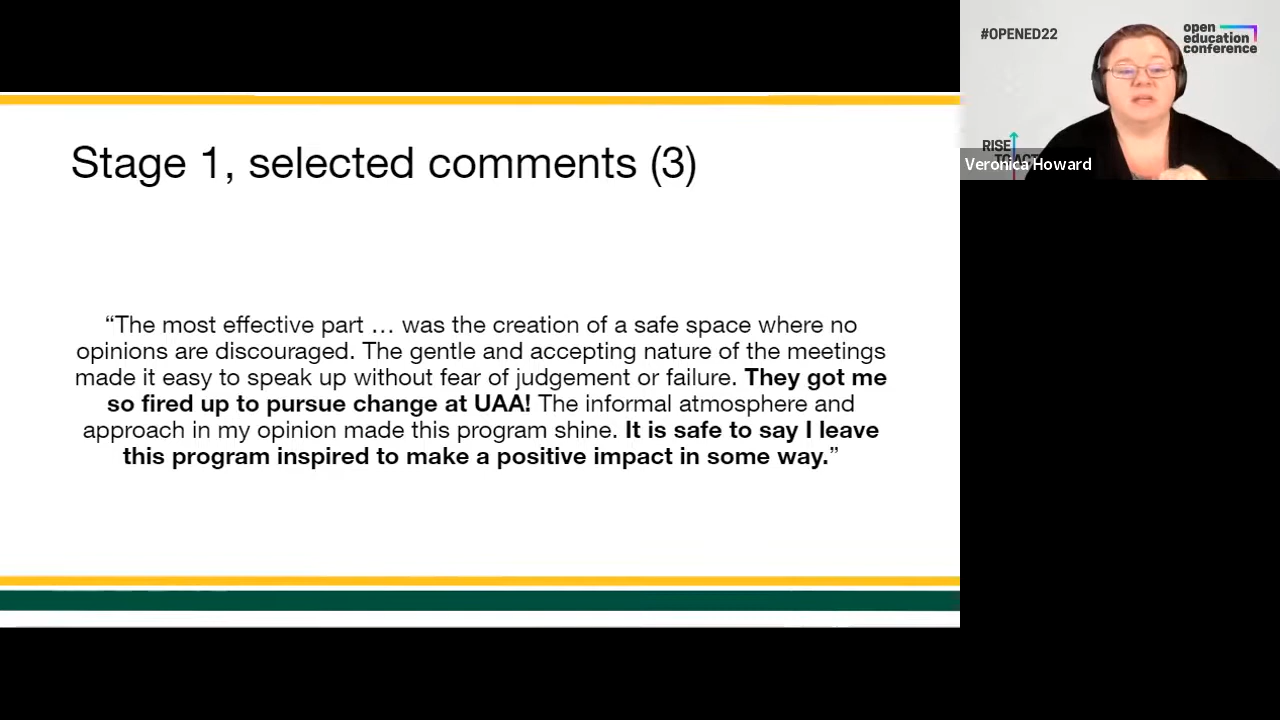 Stage 1, selected comments (3)
“The most effective part … was the creation of a safe space where no
opinions are discouraged. The gentle and accepting nature of the meetings
made it easy to speak up without fear of judgement or failure. They got me
so fired up to pursue change at UAA! The informal atmosphere and
approach in my opinion made this program shine. It is safe to say I leave
this program inspired to make a positive impact in some way.”
#OPENED22
open
education
conference
RISE
Veronica Howard